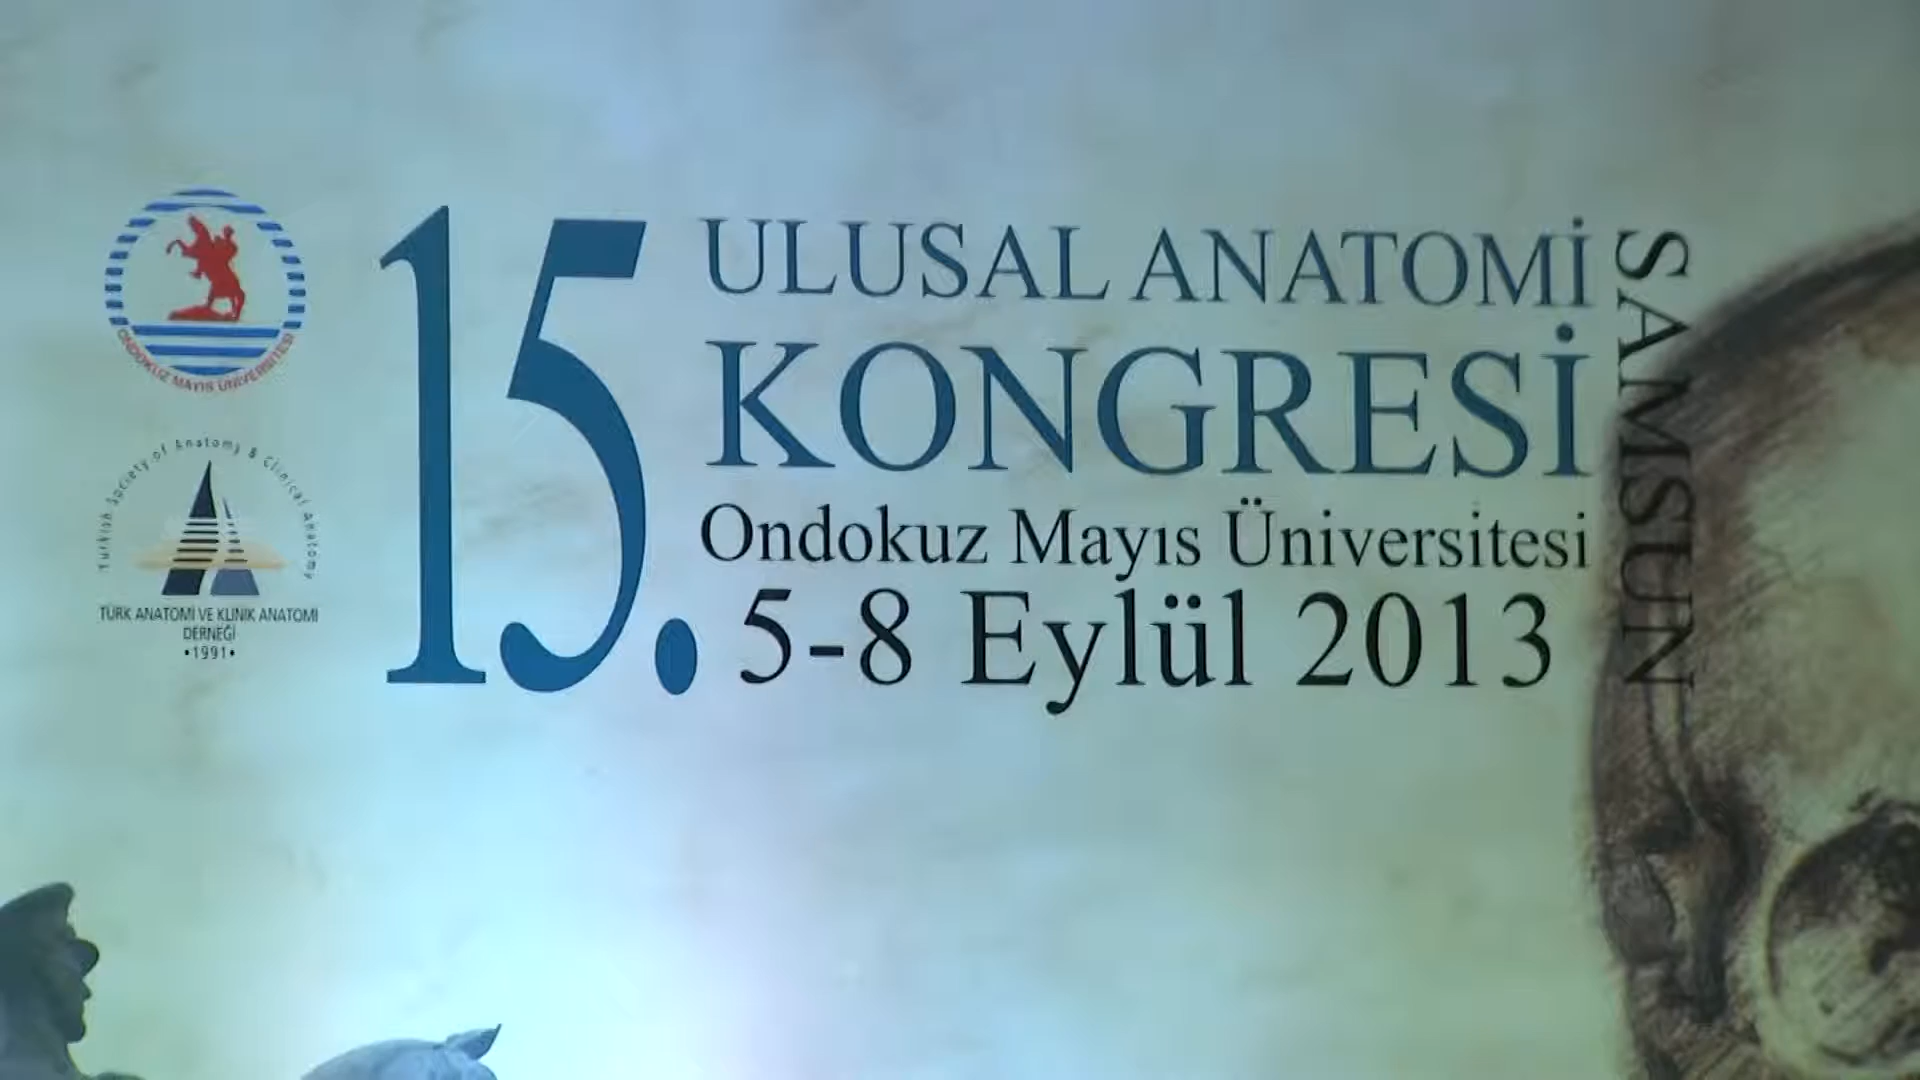 ONDOKUZ MAYIS ÜNİVERSİTESİ
Turkish Society of Anatomy & Clinical Anatomy
TÜRK ANATOMİ VE KLİNİK ANATOMİ
DERNEĞİ
•1991•
15.
ULUSAL ANATOMİ
KONGRESİ
Ondokuz Mayıs Üniversitesi
5-8 Eylül 2013
SAMSUN